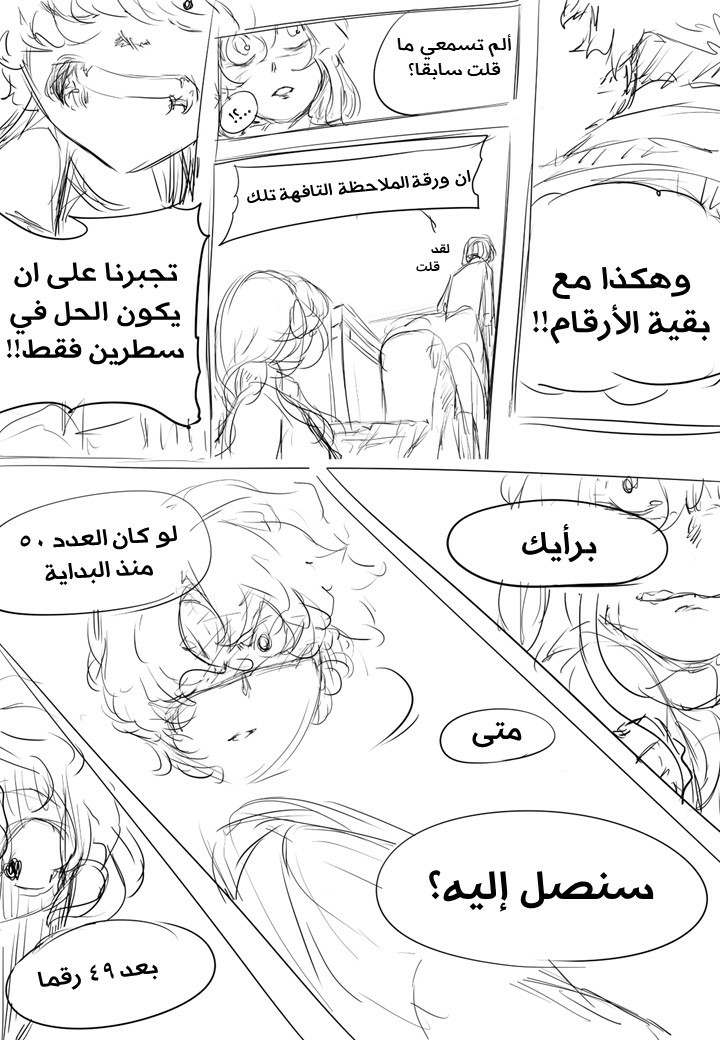 وهكذا مع
بقية الأرقام!!
ألم تسمعي ما
قلت سابقا؟
...؟!
لقد
قلت
ان ورقة الملاحظة التافهة تلك
تجبرنا على ان
يكون الحل في
سطرين فقط!!
برأيك
متى
سنصل إليه؟
لو كان العدد ٥٠
منذ البداية
بعد ٤٩ رقما